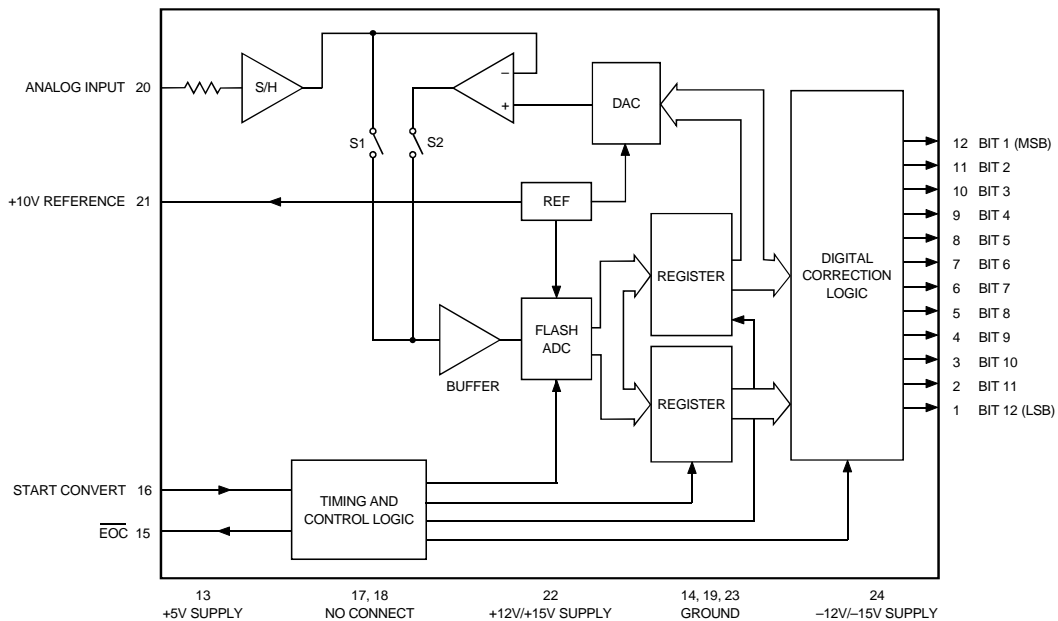 ANALOG INPUT 20
S/H
−
+
DAC
S1
S2
12 BIT 1 (MSB)
11 BIT 2
10 BIT 3
9 BIT 4
8 BIT 5
7 BIT 6
6 BIT 7
5 BIT 8
4 BIT 9
3 BIT 10
2 BIT 11
1 BIT 12 (LSB)
+10V REFERENCE 21
REF
REGISTER
DIGITAL
CORRECTION
LOGIC
FLASH
ADC
BUFFER
REGISTER
START CONVERT 16
EOC 15
TIMING AND
CONTROL LOGIC
13
+5V SUPPLY
17, 18
NO CONNECT
22
+12V/+15V SUPPLY
14, 19, 23
GROUND
24
–12V/–15V SUPPLY